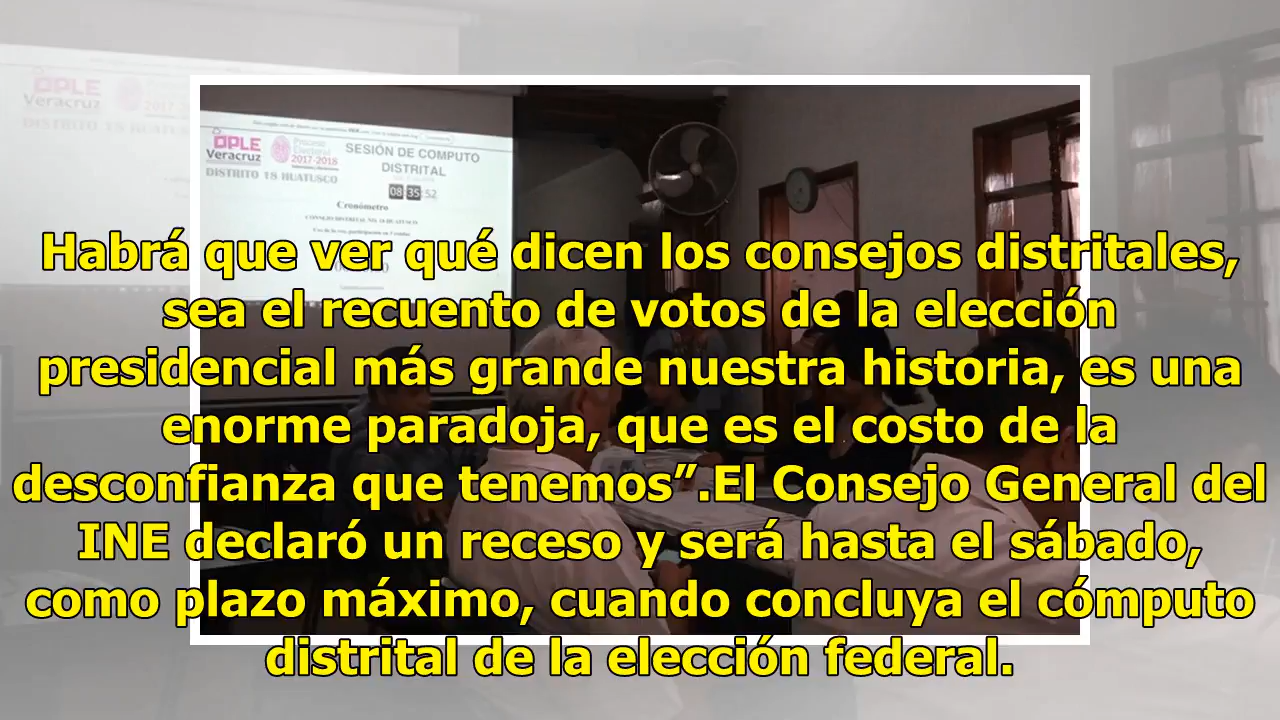 OPLE
Veracruz
Proceso
Electoral
2017-2018
DISTRITO 18 HUATUSCO
SESIÓN DE COMPUTO
DISTRITAL
08 35 52
Cronómetro
Habrá que ver qué dicen los consejos distritales,
sea el recuento de votos de la elección
presidencial más grande nuestra historia, es una
enorme paradoja, que es el costo de la
desconfianza que tenemos”.El Consejo General del
INE declaró un receso y será hasta el sábado,
como plazo máximo, cuando concluya el cómputo
distrital de la elección federal.